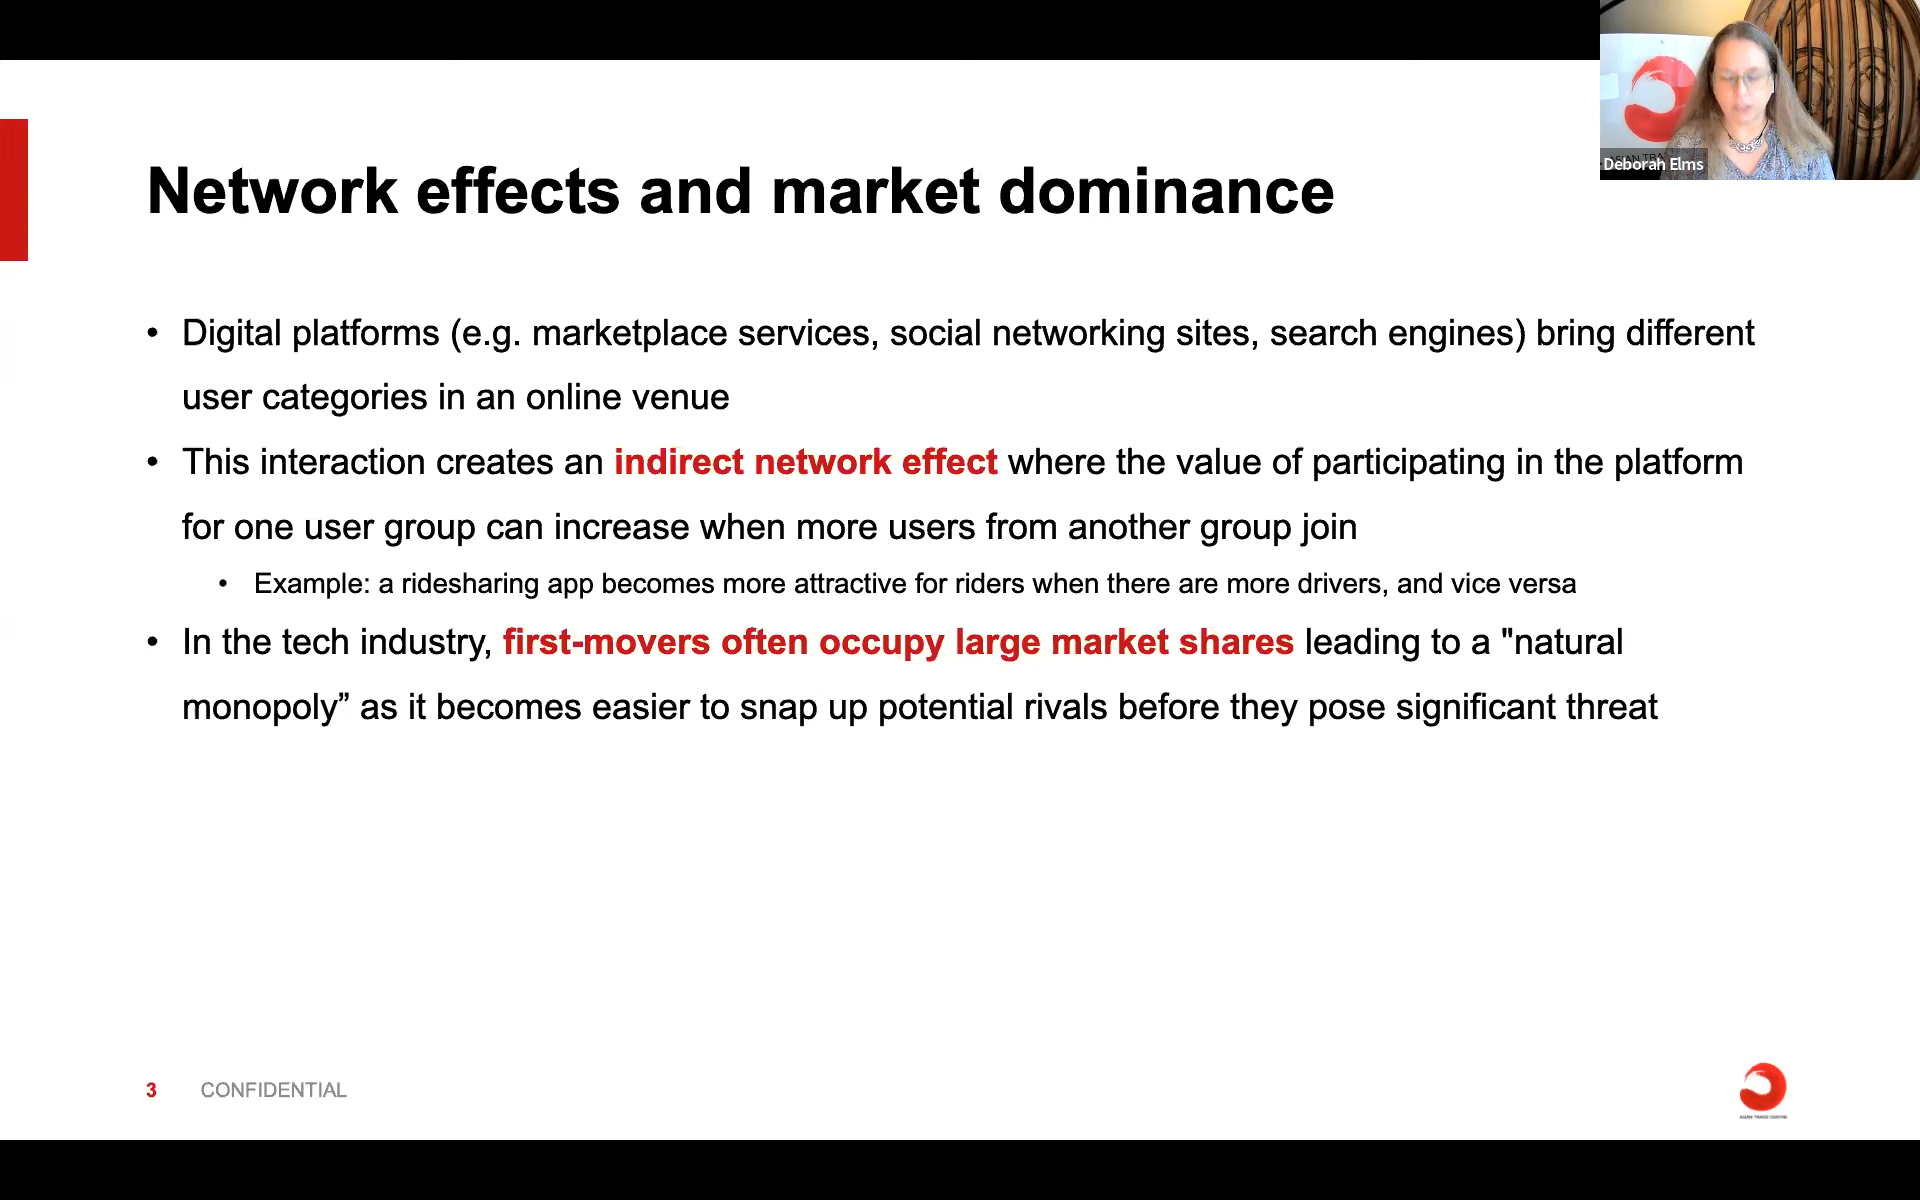 Network effects and market dominance
• Digital platforms (e.g. marketplace services, social networking sites, search engines) bring different
user categories in an online venue
• This interaction creates an indirect network effect where the value of participating in the platform
for one user group can increase when more users from another group join
• Example: a ridesharing app becomes more attractive for riders when there are more drivers, and vice versa
• In the tech industry, first-movers often occupy large market shares leading to a "natural
monopoly” as it becomes easier to snap up potential rivals before they pose significant threat
3 CONFIDENTIAL
ASIAN TRADE CENTRE
Deborah Elms